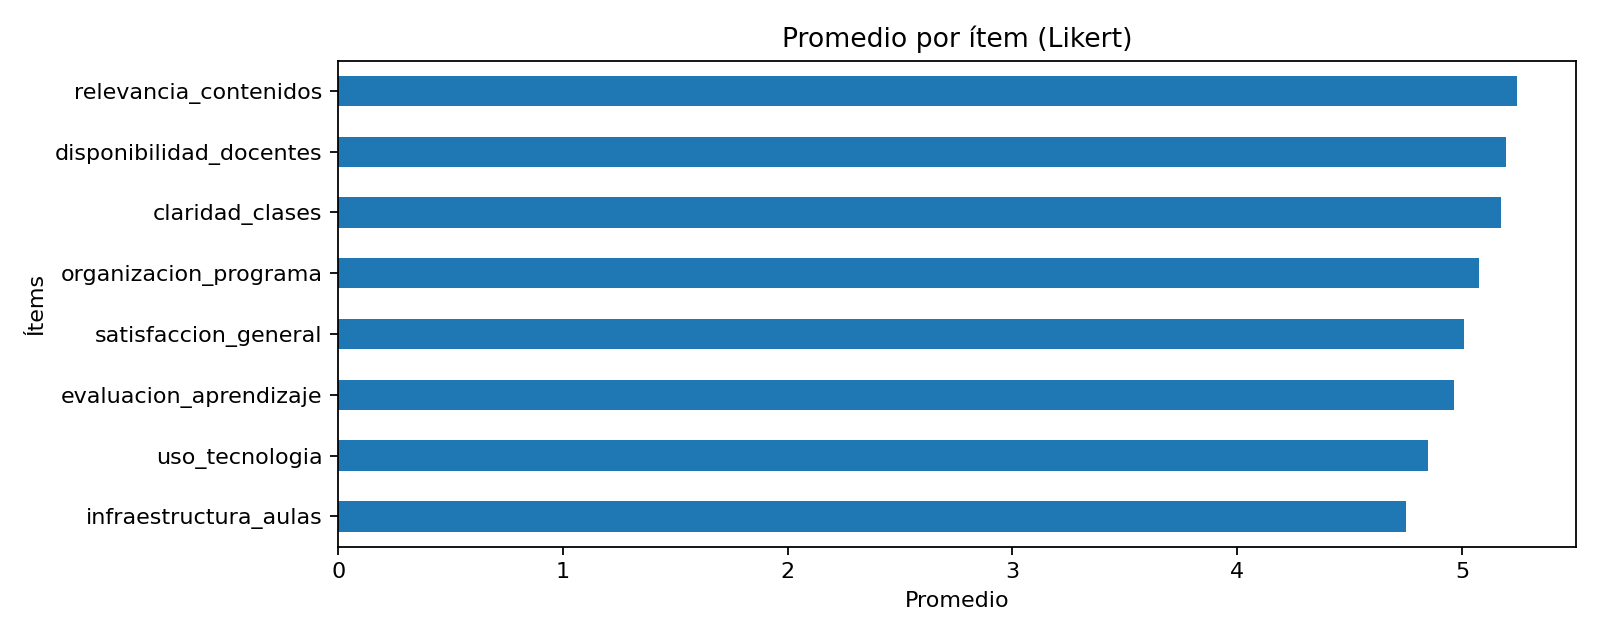 Promedio por ítem (Likert)
relevancia_contenidos
disponibilidad_docentes
claridad_clases
organizacion_programa
satisfaccion_general
evaluacion_aprendizaje
uso_tecnologia
infraestructura_aulas
Ítems
0 1 2 3 4 5
Promedio